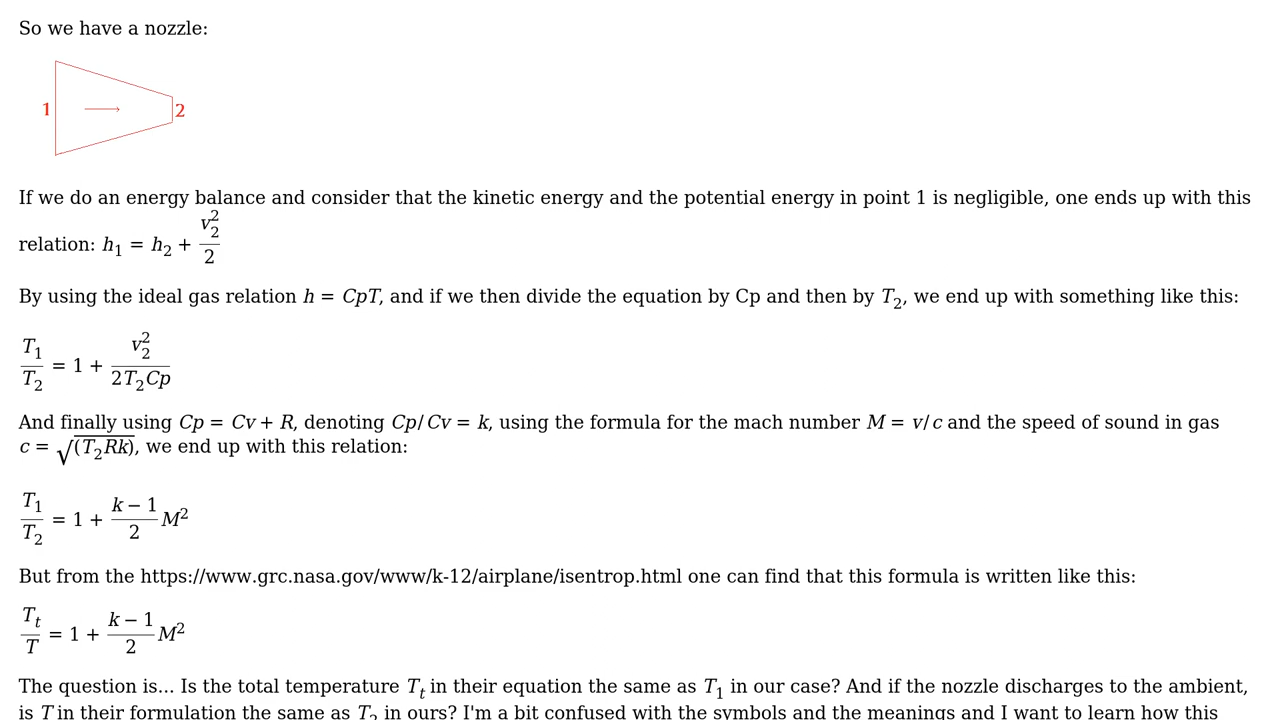 So we have a nozzle:
1
2
If we do an energy balance and consider that the kinetic energy and the potential energy in point 1 is negligible, one ends up with this
relation: h₁ = h₂ + v₂²/2
By using the ideal gas relation h = CpT, and if we then divide the equation by Cp and then by T₂, we end up with something like this:
T₁/T₂ = 1 + v₂²/2T₂Cp
And finally using Cp = Cv + R, denoting Cp/Cv = k, using the formula for the mach number M = v/c and the speed of sound in gas
c = √(T₂Rk), we end up with this relation:
T₁/T₂ = 1 + k − 1/2 M²
But from the https://www.grc.nasa.gov/www/k-12/airplane/isentrop.html one can find that this formula is written like this:
Tₜ/T = 1 + k − 1/2 M²
The question is... Is the total temperature Tₜ in their equation the same as T₁ in our case? And if the nozzle discharges to the ambient,
is T in their formulation the same as T₂ in ours? I'm a bit confused with the symbols and the meanings and I want to learn how this